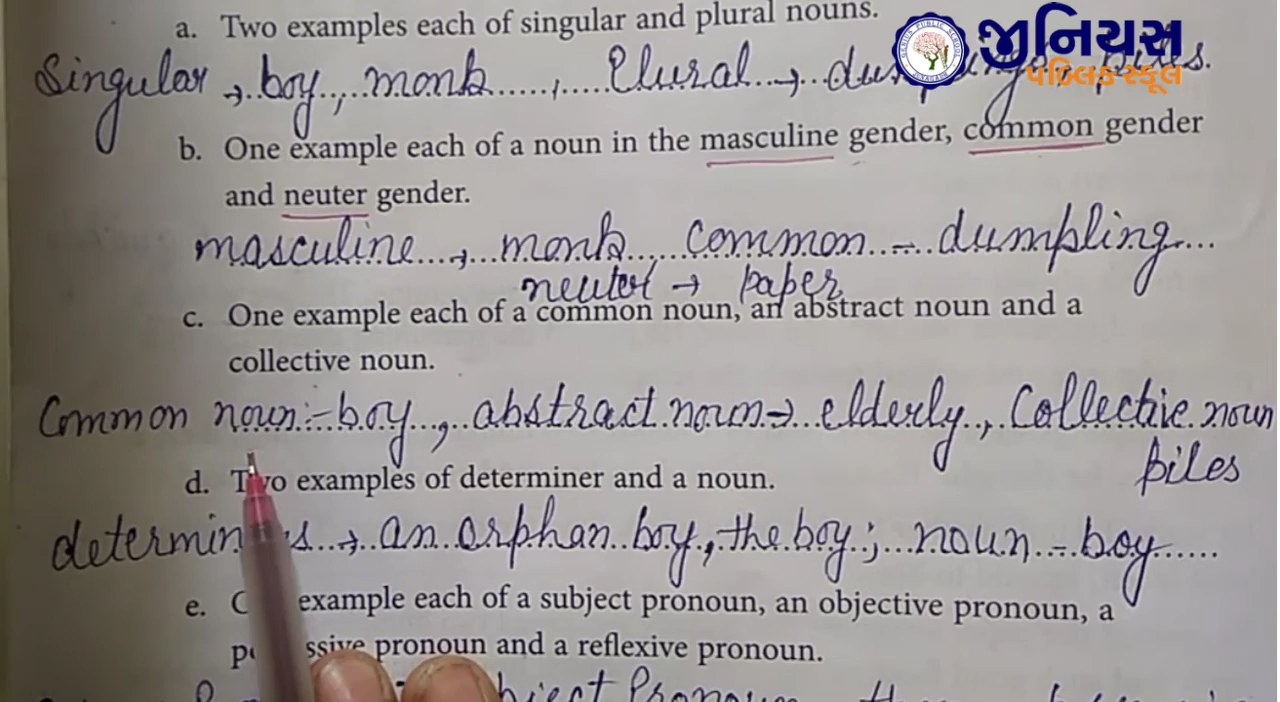 a. Two examples each of singular and plural nouns.
જીનિયસ
પબ્લિક સ્કૂલ
Singular → boy, monk, Plural →
b. One example each of a noun in the masculine gender, common gender
and neuter gender.
masculine → monk common - dumpling
neuter → paper
c. One example each of a common noun, an abstract noun and a
collective noun.
Common noun:- boy, abstract noun → elderly, Collective noun
piles
d. Two examples of determiner and a noun.
→ an orphan boy, the boy; noun - boy
e. example each of a subject pronoun, an objective pronoun, a
pronoun and a reflexive pronoun.